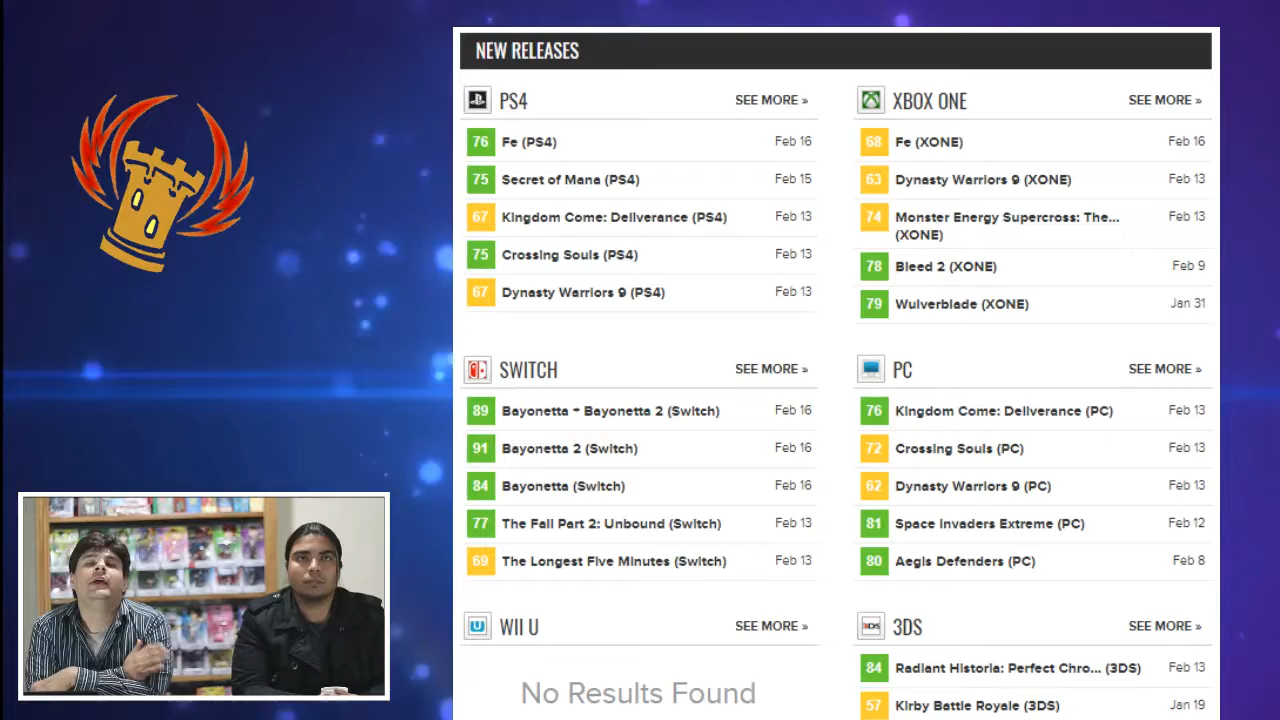 NEW RELEASES
PS4 SEE MORE »
76 Fe (PS4) Feb 16
75 Secret of Mana (PS4) Feb 15
67 Kingdom Come: Deliverance (PS4) Feb 13
75 Crossing Souls (PS4) Feb 13
67 Dynasty Warriors 9 (PS4) Feb 13
XBOX ONE SEE MORE »
68 Fe (XONE) Feb 16
63 Dynasty Warriors 9 (XONE) Feb 13
74 Monster Energy Supercross: The... Feb 13
(XONE)
78 Bleed 2 (XONE) Feb 9
79 Wulverblade (XONE) Jan 31
SWITCH SEE MORE »
89 Bayonetta + Bayonetta 2 (Switch) Feb 16
91 Bayonetta 2 (Switch) Feb 16
84 Bayonetta (Switch) Feb 16
77 The Fall Part 2: Unbound (Switch) Feb 13
69 The Longest Five Minutes (Switch) Feb 13
PC SEE MORE »
76 Kingdom Come: Deliverance (PC) Feb 13
72 Crossing Souls (PC) Feb 13
62 Dynasty Warriors 9 (PC) Feb 13
81 Space Invaders Extreme (PC) Feb 12
80 Aegis Defenders (PC) Feb 8
U WII U SEE MORE »
No Results Found
3DS 3DS SEE MORE »
84 Radiant Historia: Perfect Chro... (3DS) Feb 13
57 Kirby Battle Royale (3DS) Jan 19